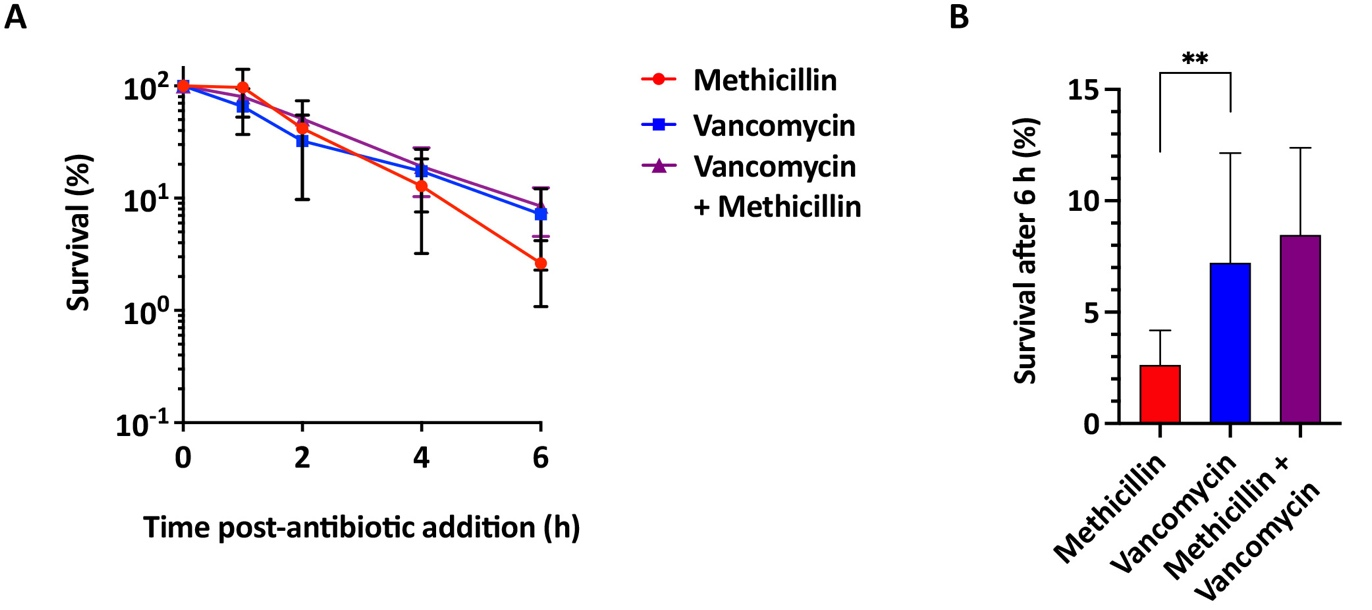 A
Survival (%)
10²
10¹
10⁰
10⁻¹
0 2 4 6
Time post-antibiotic addition (h)
Methicillin
Vancomycin
Vancomycin
+ Methicillin
B
**
Survival after 6 h (%)
15
10
5
0
Methicillin
Vancomycin
Methicillin +
Vancomycin